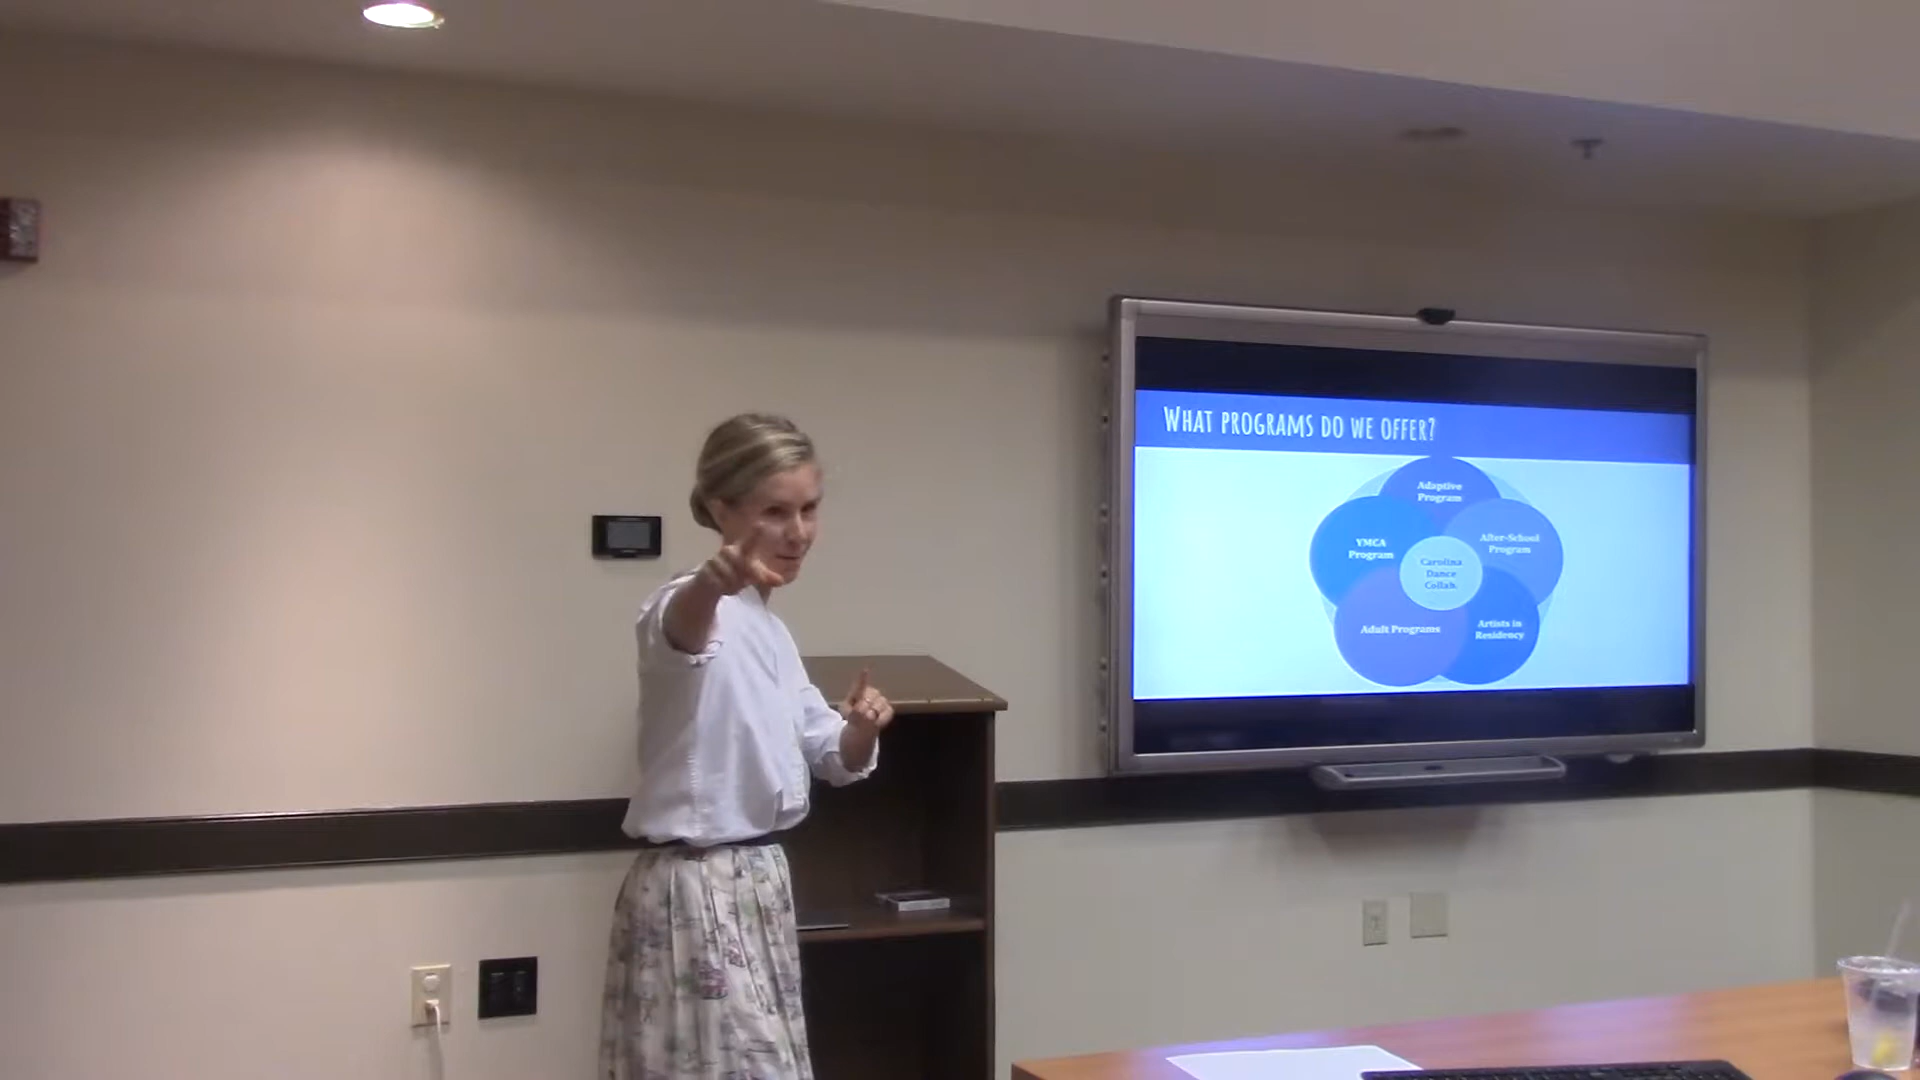 WHAT PROGRAMS DO WE OFFER?
Adaptive
Program
YMCA
Program
After-School
Program
Carolina
Dance
Collab.
Adult Programs
Artists in
Residency